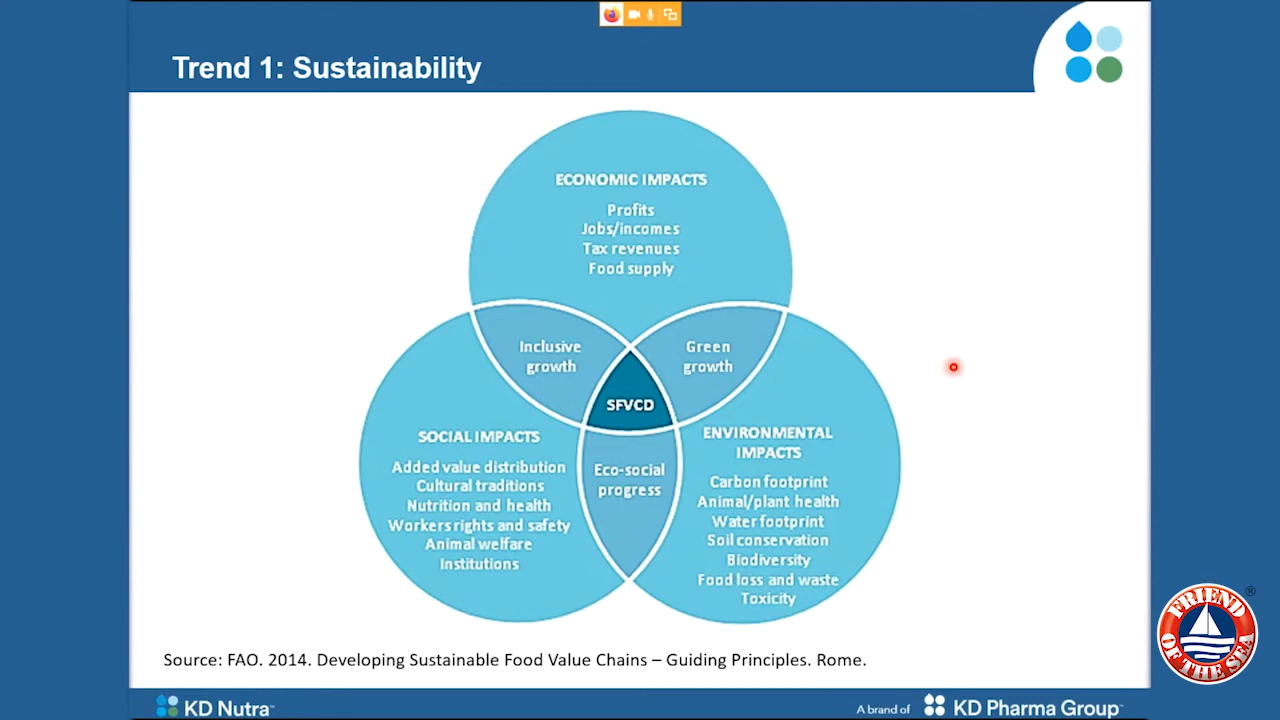 Trend 1: Sustainability
ECONOMIC IMPACTS
Profits
Jobs/incomes
Tax revenues
Food supply
Inclusive
growth
Green
growth
SFVCD
SOCIAL IMPACTS
Added value distribution
Cultural traditions
Nutrition and health
Workers rights and safety
Animal welfare
Institutions
Eco-social
progress
ENVIRONMENTAL
IMPACTS
Carbon footprint
Animal/plant health
Water footprint
Soil conservation
Biodiversity
Food loss and waste
Toxicity
Source: FAO. 2014. Developing Sustainable Food Value Chains – Guiding Principles. Rome.
FRIEND
OF THE SEA
®
KD Nutra™
A brand of KD Pharma Group™